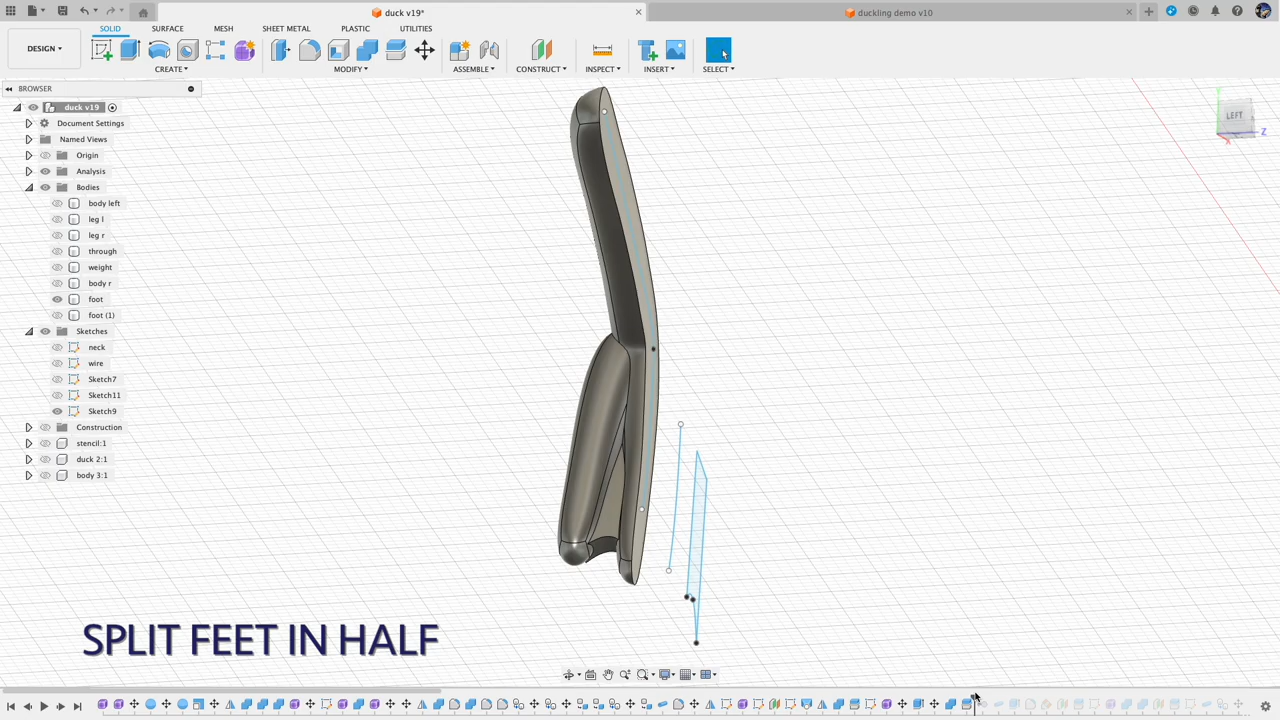 duck v19*
duckling demo v10
SOLID
SURFACE
MESH
SHEET METAL
PLASTIC
UTILITIES
DESIGN
CREATE
MODIFY
ASSEMBLE
CONSTRUCT
INSPECT
INSERT
SELECT
BROWSER
duck v19
Document Settings
Named Views
Origin
Analysis
Bodies
body left
leg l
leg r
through
weight
body r
foot
foot (1)
Sketches
neck
wire
Sketch7
Sketch11
Sketch9
Construction
stencil:1
duck 2:1
body 3:1
LEFT
Y
Z
X
SPLIT FEET IN HALF